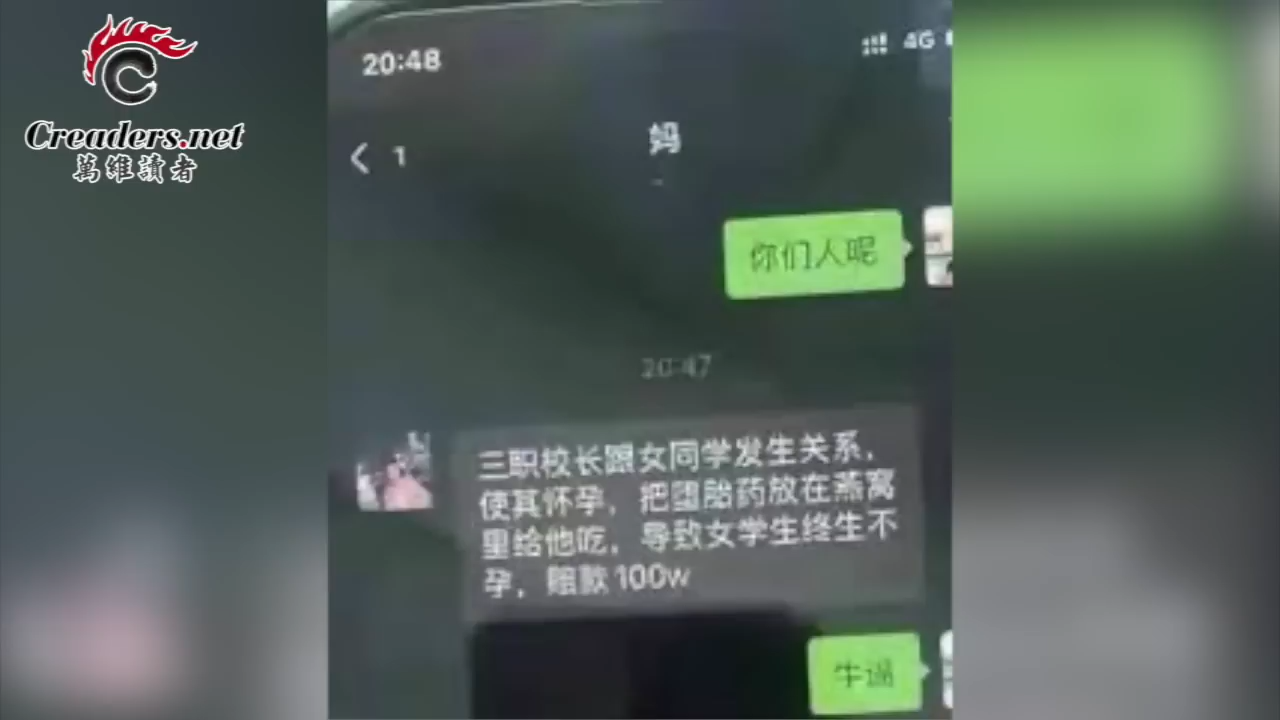 Creaders.net
萬維讀者
20:48
4G
1
妈
你们人呢
20:47
三职校长跟女同学发生关系，
使其怀孕，把堕胎药放在燕窝
里给他吃，导致女学生终生不
孕，赔款100w
牛逼